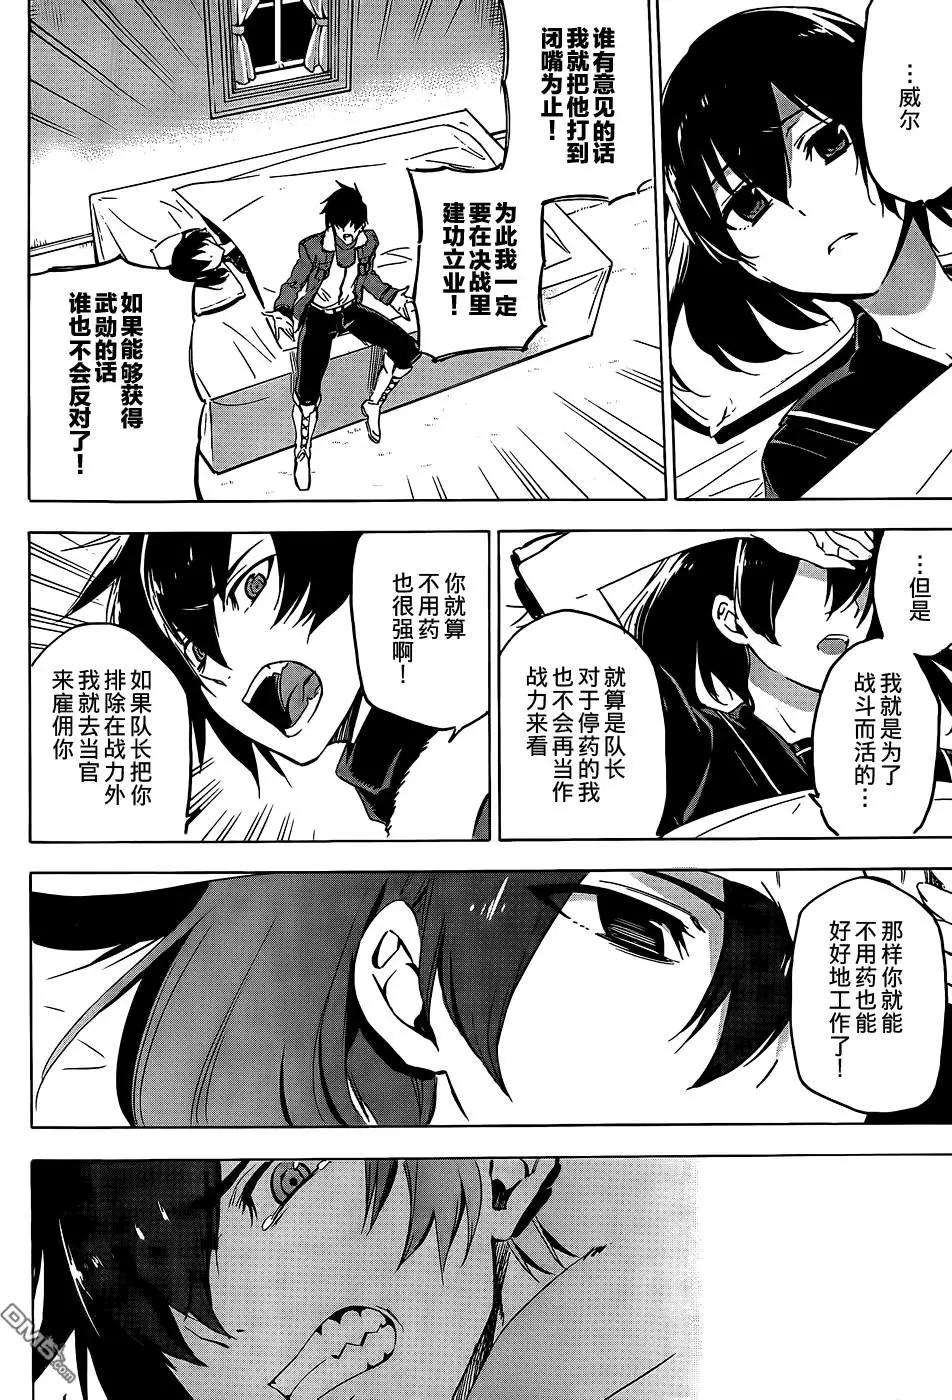 …威尔
谁有意见的话
我就把他打到
闭嘴为止！
为此我一定
要在决战里
建功立业！
如果能够获得
武勋的话
谁也不会反对了！
…但是
我就是为了
战斗而活的…
就算是队长
对于停药的我
也不会再当作
战力来看
你就算
不用药
也很强啊！
如果队长把你
排除在战力外
我就去当官
来雇佣你
那样你就能
不用药也能
好好地工作了！
DM5.com